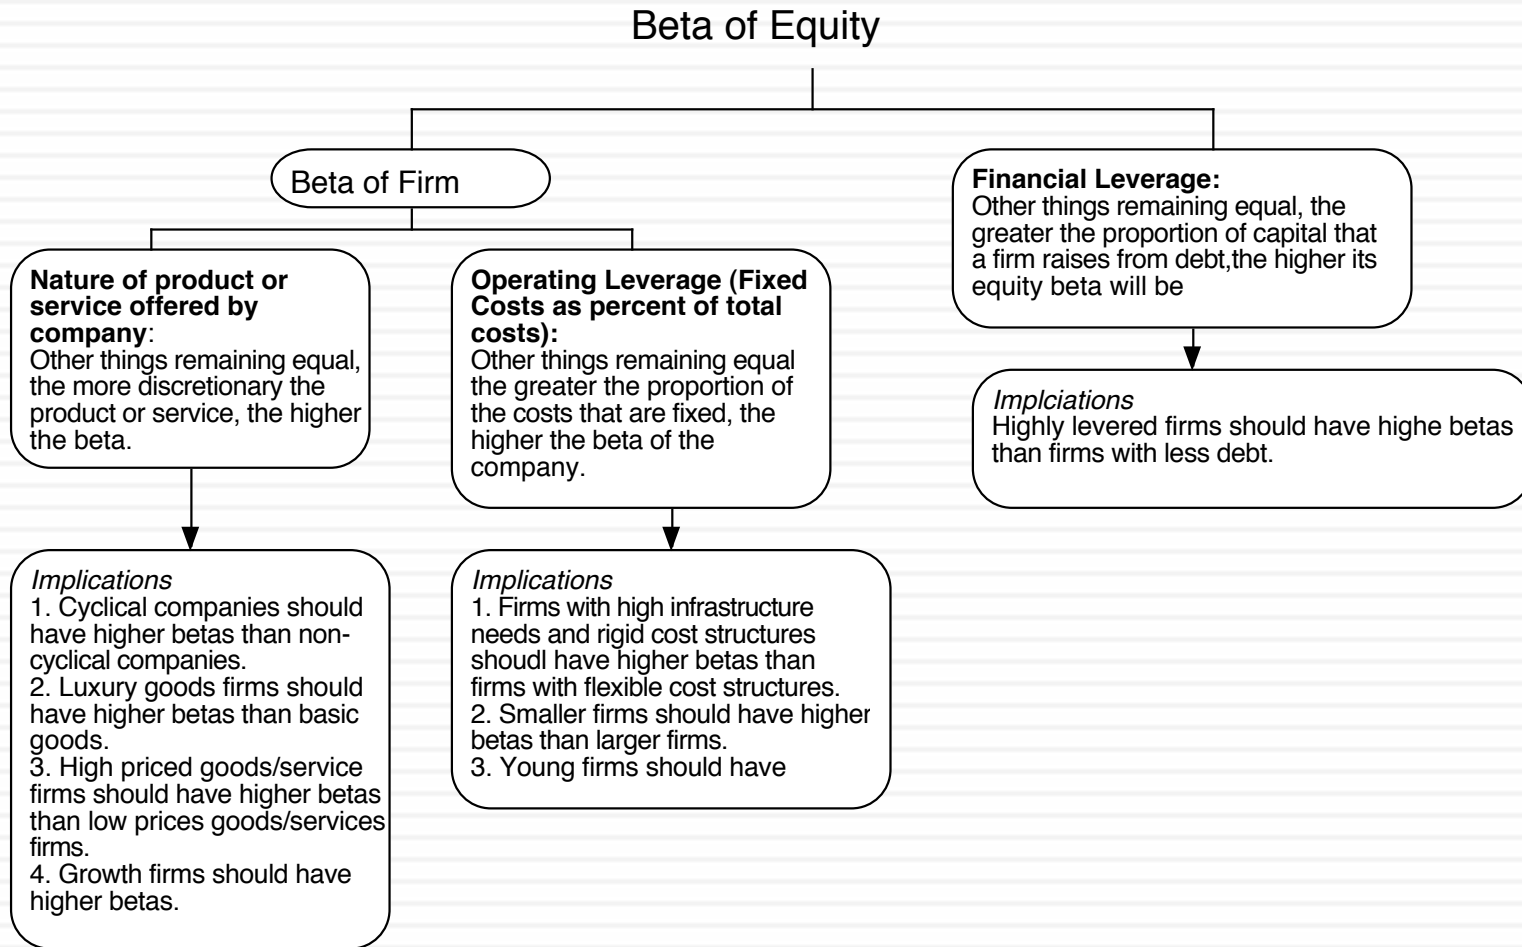 Beta of Equity
Beta of Firm
Nature of product or
service offered by
company:
Other things remaining equal,
the more discretionary the
product or service, the higher
the beta.
Operating Leverage (Fixed
Costs as percent of total
costs):
Other things remaining equal
the greater the proportion of
the costs that are fixed, the
higher the beta of the
company.
Financial Leverage:
Other things remaining equal, the
greater the proportion of capital that
a firm raises from debt,the higher its
equity beta will be
Implications
1. Cyclical companies should
have higher betas than non-
cyclical companies.
2. Luxury goods firms should
have higher betas than basic
goods.
3. High priced goods/service
firms should have higher betas
than low prices goods/services
firms.
4. Growth firms should have
higher betas.
Implications
1. Firms with high infrastructure
needs and rigid cost structures
shoudl have higher betas than
firms with flexible cost structures.
2. Smaller firms should have higher
betas than larger firms.
3. Young firms should have
Implciations
Highly levered firms should have highe betas
than firms with less debt.